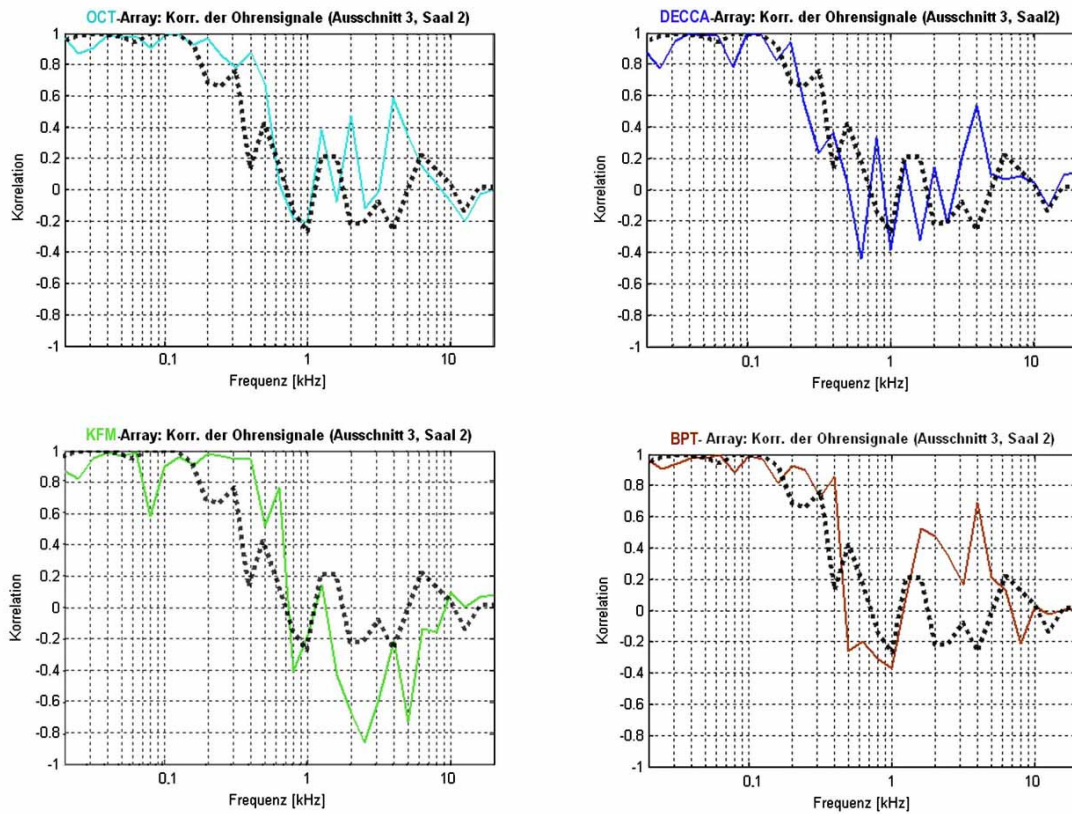 OCT-Array: Korr. der Ohrensignale (Ausschnitt 3, Saal 2)
1
0.8
0.6
0.4
0.2
0
-0.2
-0.4
-0.6
-0.8
-1
Korrelation
0.1 1 10
Frequenz [kHz]
DECCA-Array: Korr. der Ohrensignale (Ausschnitt 3, Saal2)
1
0.8
0.6
0.4
0.2
0
-0.2
-0.4
-0.6
-0.8
-1
Korrelation
0.1 1 10
Frequenz [kHz]
KFM-Array: Korr. der Ohrensignale (Ausschnitt 3, Saal 2)
1
0.8
0.6
0.4
0.2
0
-0.2
-0.4
-0.6
-0.8
-1
Korrelation
0.1 1 10
Frequenz [kHz]
BPT- Array: Korr. der Ohrensignale (Ausschnitt 3, Saal 2)
1
0.8
0.6
0.4
0.2
0
-0.2
-0.4
-0.6
-0.8
-1
Korrelation
0.1 1 10
Frequenz [kHz]